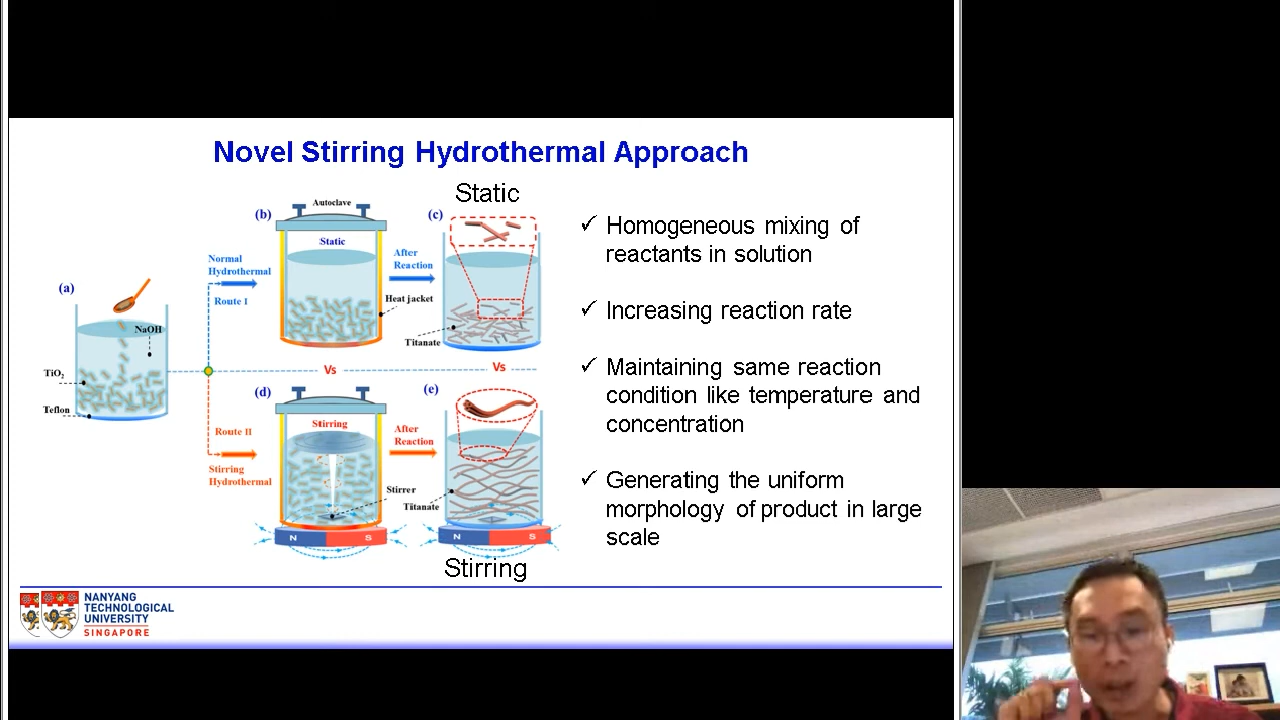 Novel Stirring Hydrothermal Approach
Static
(a)
NaOH
TiO2
Teflon
Normal
Hydrothermal
Route I
Route II
Stirring
Hydrothermal
(b)
Autoclave
Static
After
Reaction
Heat jacket
(c)
Titanate
Vs
Vs
(d)
Stirring
After
Reaction
Stirrer
N
S
(e)
Titanate
N
S
Stirring
✓ Homogeneous mixing of
reactants in solution
✓ Increasing reaction rate
✓ Maintaining same reaction
condition like temperature and
concentration
✓ Generating the uniform
morphology of product in large
scale
NANYANG
TECHNOLOGICAL
UNIVERSITY
SINGAPORE